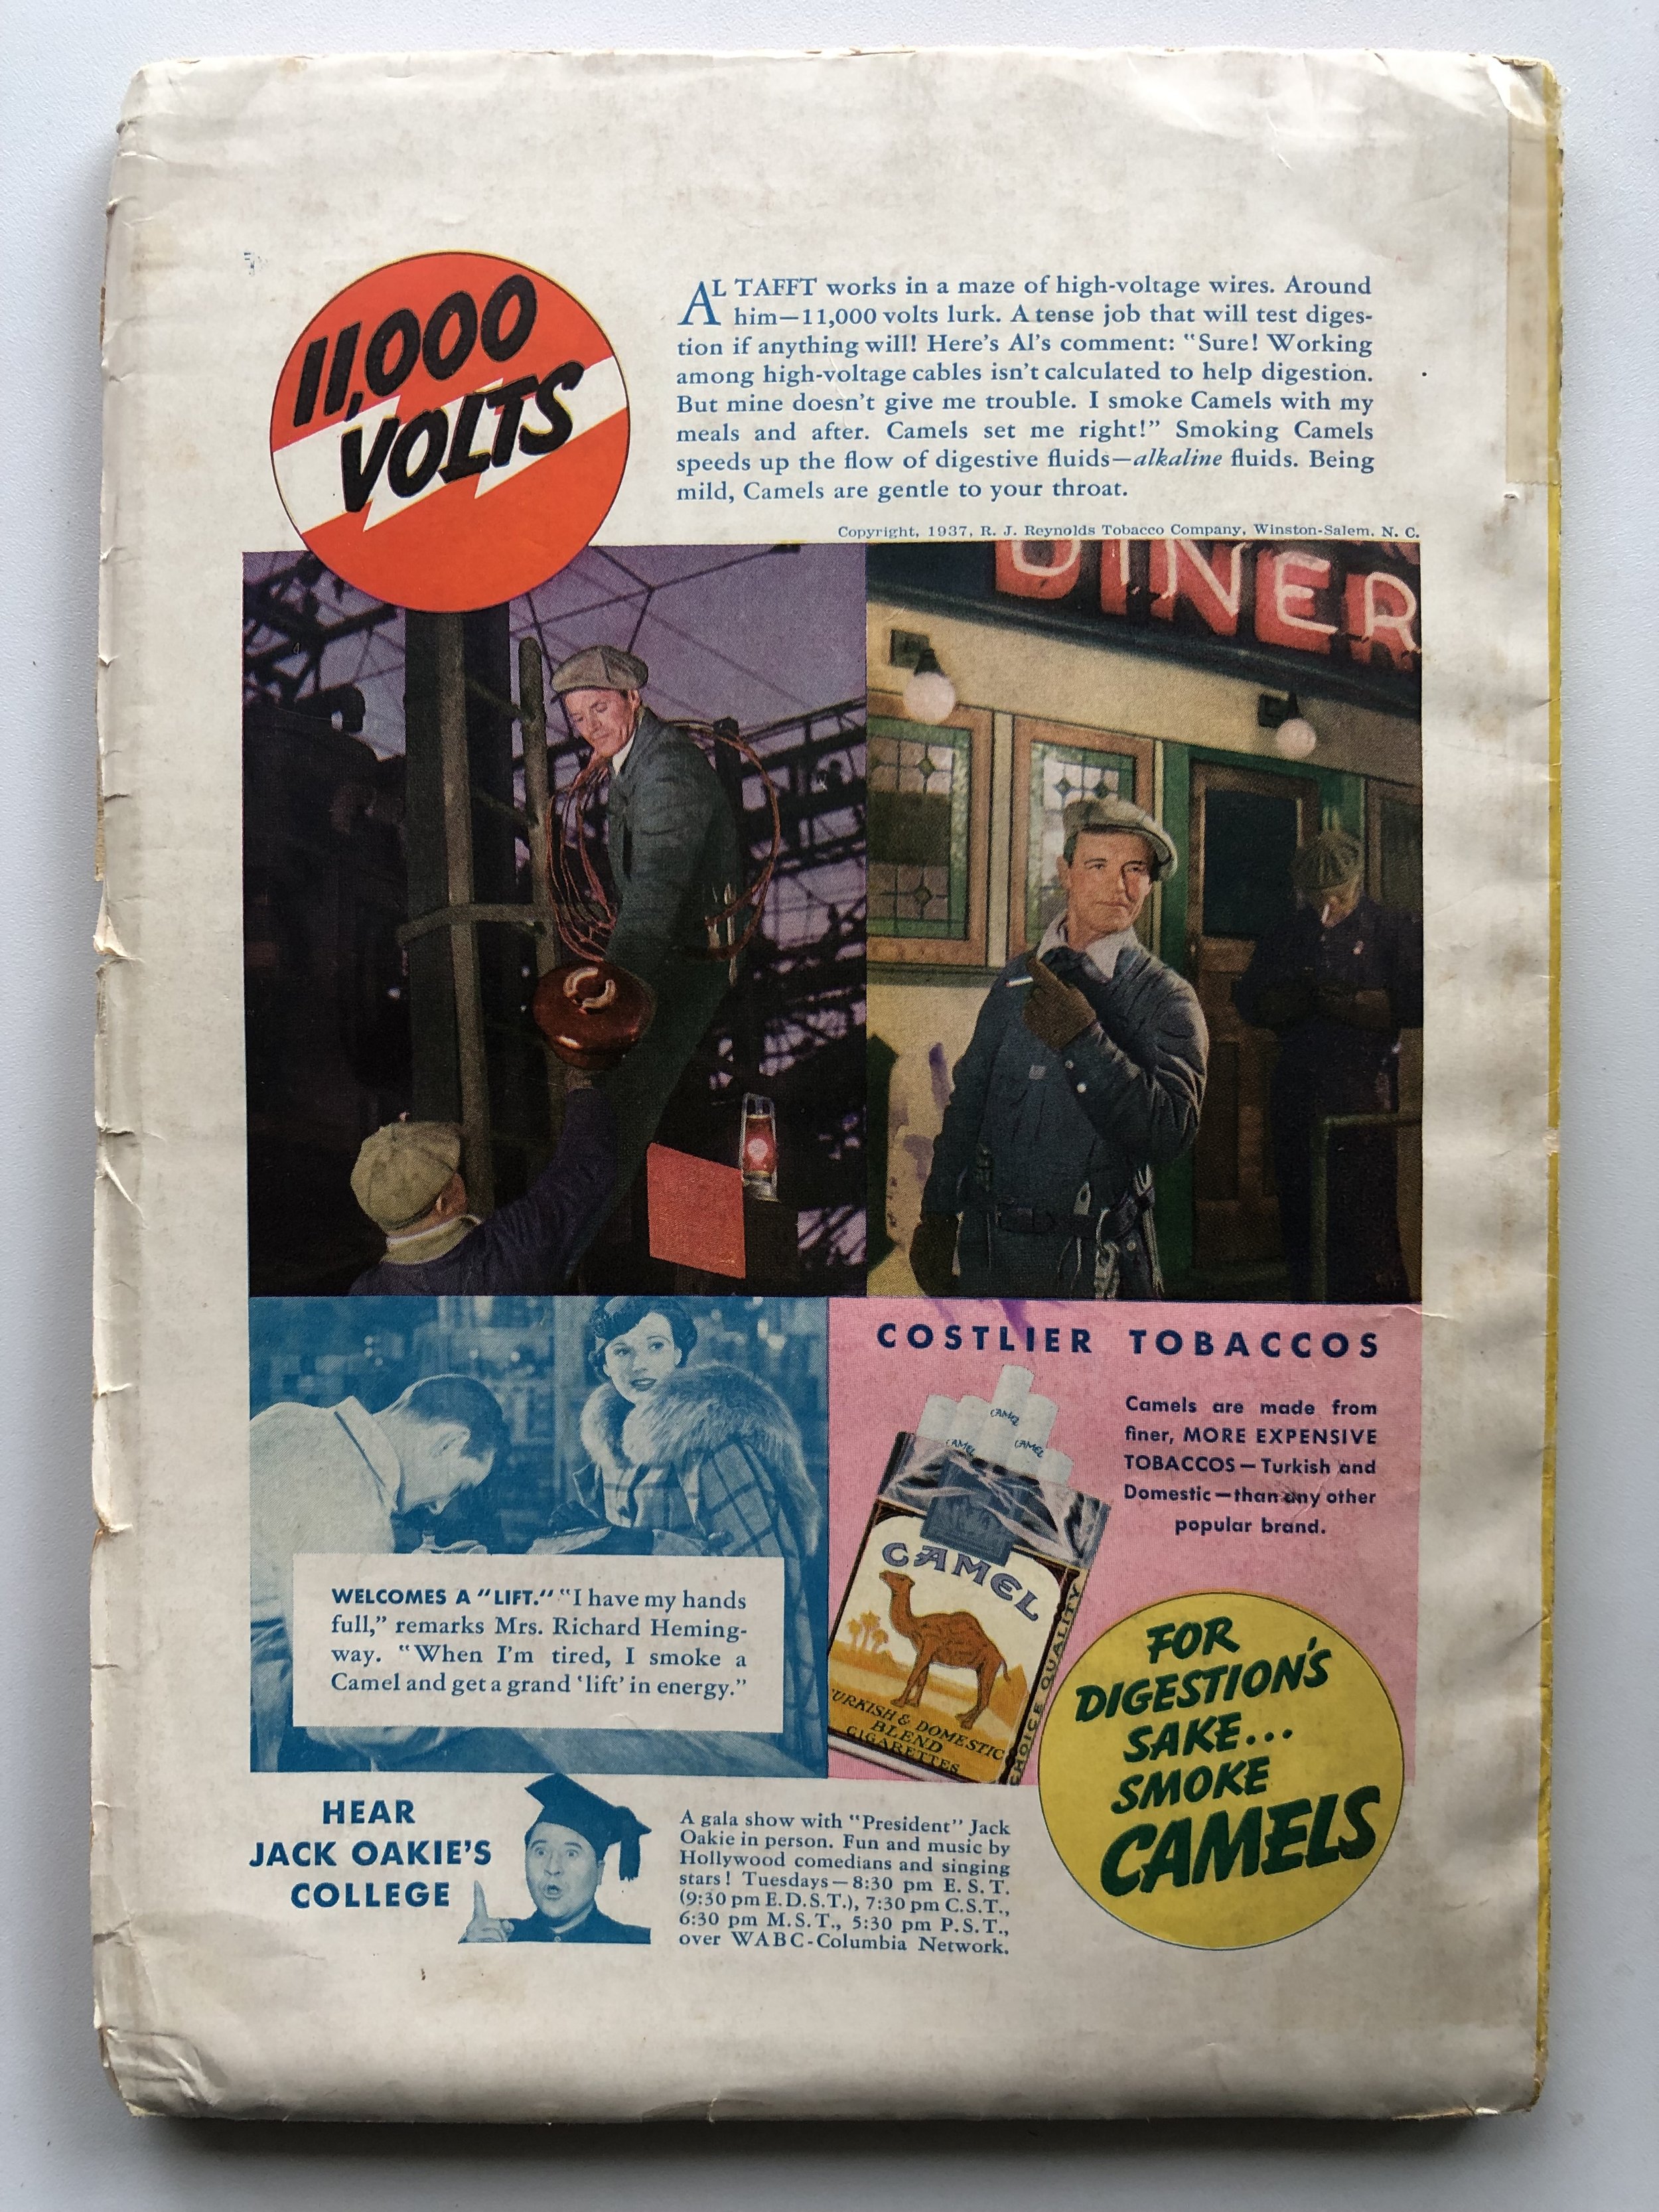 11,000
VOLTS
AL TAFFT works in a maze of high-voltage wires. Around
him—11,000 volts lurk. A tense job that will test diges-
tion if anything will! Here's Al's comment: "Sure! Working
among high-voltage cables isn't calculated to help digestion.
But mine doesn't give me trouble. I smoke Camels with my
meals and after. Camels set me right!" Smoking Camels
speeds up the flow of digestive fluids—alkaline fluids. Being
mild, Camels are gentle to your throat.
Copyright, 1937, R. J. Reynolds Tobacco Company, Winston-Salem, N. C.
DINER
WELCOMES A "LIFT." "I have my hands
full," remarks Mrs. Richard Heming-
way. "When I'm tired, I smoke a
Camel and get a grand 'lift' in energy."
COSTLIER TOBACCOS
Camels are made from
finer, MORE EXPENSIVE
TOBACCOS—Turkish and
Domestic—than any other
popular brand.
CAMEL
CAMEL
CAMEL
CAMEL
TURKISH & DOMESTIC
BLEND
CIGARETTES
CHOICE QUALITY
FOR
DIGESTION'S
SAKE...
SMOKE
CAMELS
HEAR
JACK OAKIE'S
COLLEGE
A gala show with "President" Jack
Oakie in person. Fun and music by
Hollywood comedians and singing
stars! Tuesdays—8:30 pm E.S.T.
(9:30 pm E.D.S.T.), 7:30 pm C.S.T.,
6:30 pm M.S.T., 5:30 pm P.S.T.,
over WABC-Columbia Network.